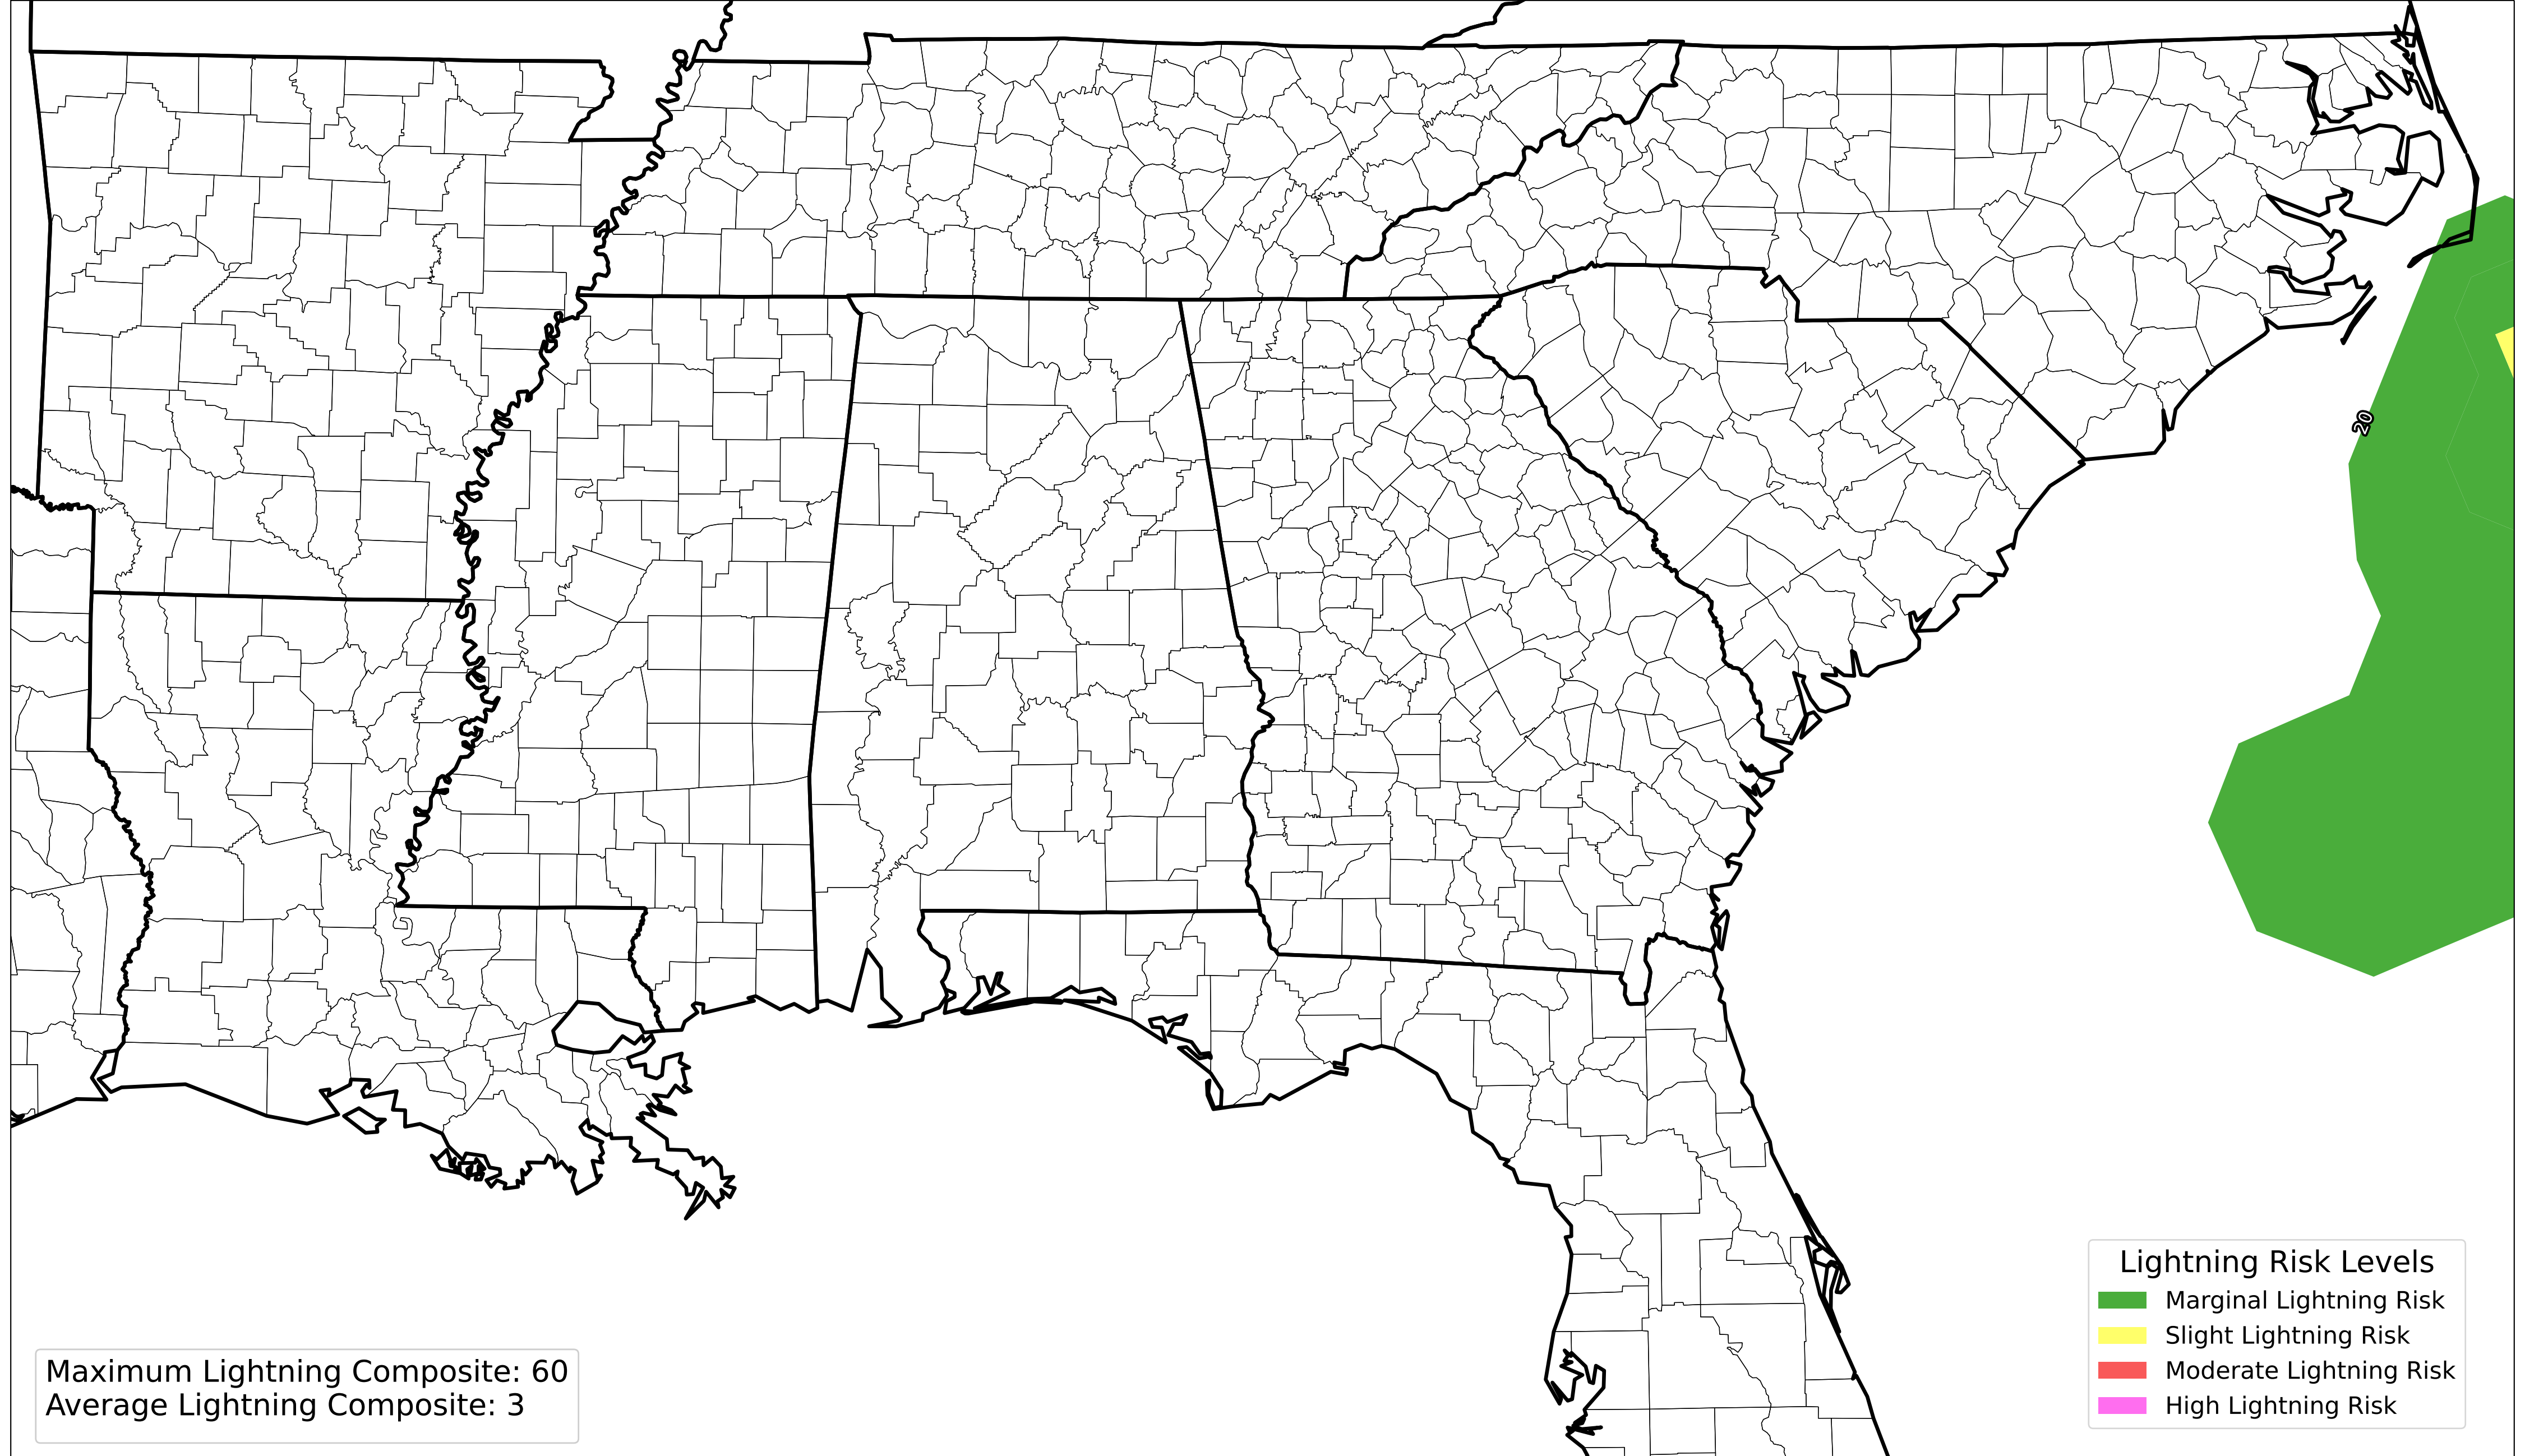 20
Lightning Risk Levels
Marginal Lightning Risk
Slight Lightning Risk
Moderate Lightning Risk
High Lightning Risk
Maximum Lightning Composite: 60
Average Lightning Composite: 3